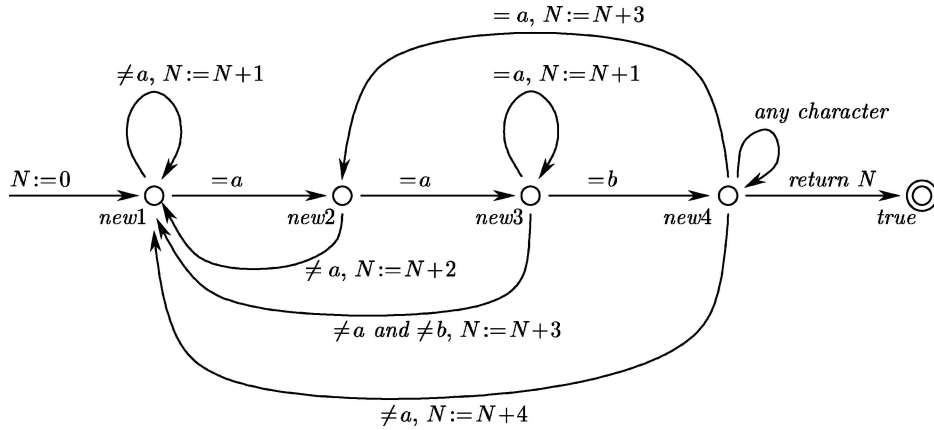 = a, N:=N+3
≠a, N:=N+1
=a, N:=N+1
any character
N:=0
=a
=a
=b
return N
new1
new2
new3
new4
true
≠ a, N:=N+2
≠a and ≠b, N:=N+3
≠a, N:=N+4